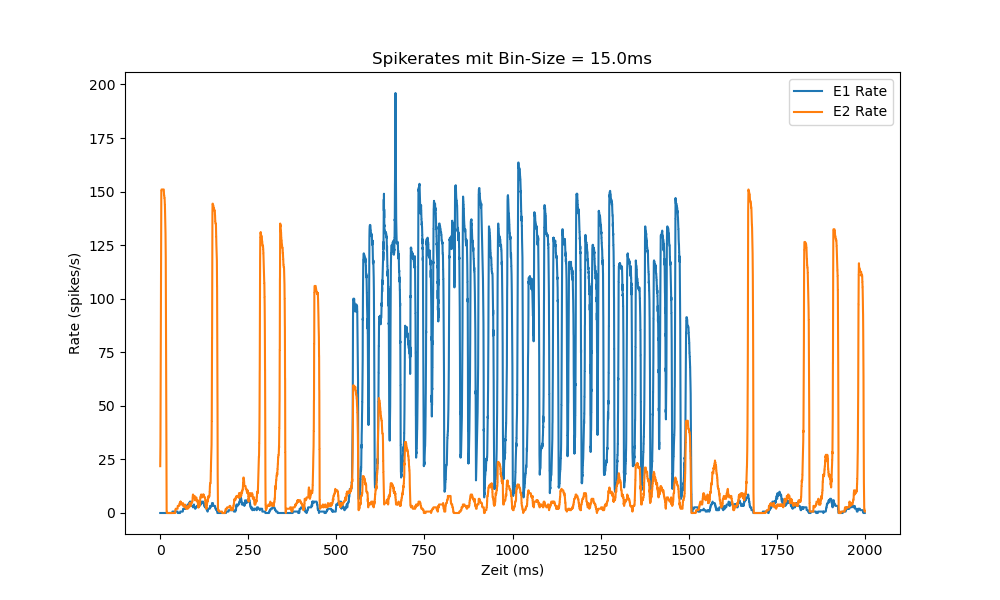 Spikerates mit Bin-Size = 15.0ms
E1 Rate
E2 Rate
Rate (spikes/s)
200
175
150
125
100
75
50
25
0
0 250 500 750 1000 1250 1500 1750 2000
Zeit (ms)